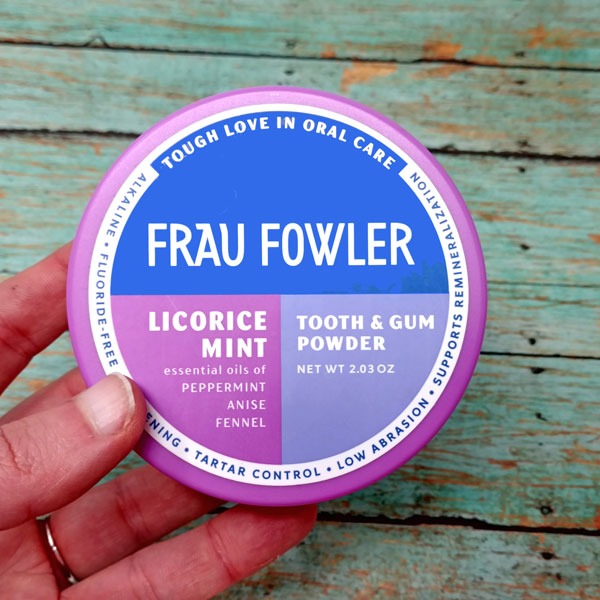 TOUGH LOVE IN ORAL CARE
FRAU FOWLER
LICORICE
MINT
essential oils of
PEPPERMINT
ANISE
FENNEL
TOOTH & GUM
POWDER
NET WT 2.03 OZ
ALKALINE • FLUORIDE-FREE
• TARTAR CONTROL • LOW ABRASION • SUPPORTS REMINERALIZATION